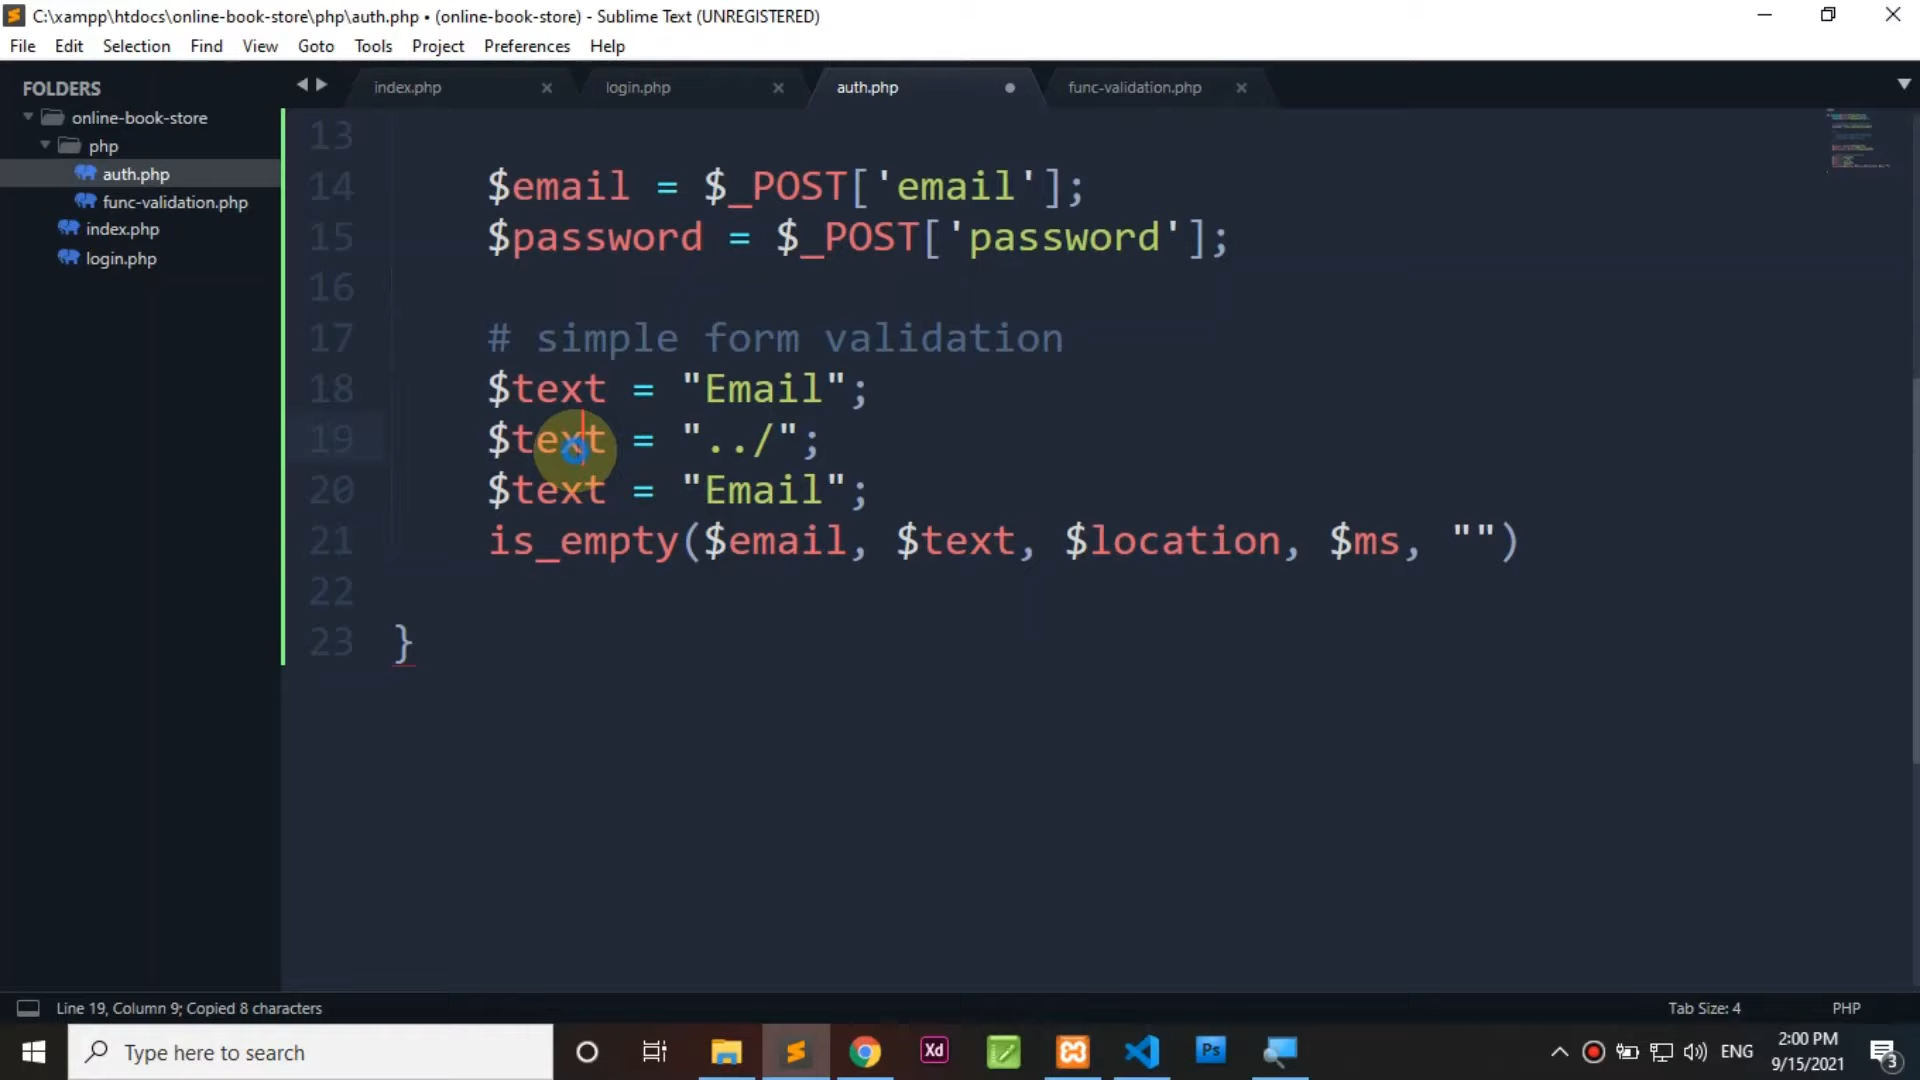 C:\xampp\htdocs\online-book-store\php\auth.php • (online-book-store) - Sublime Text (UNREGISTERED)
File Edit Selection Find View Goto Tools Project Preferences Help
FOLDERS
online-book-store
php
auth.php
func-validation.php
index.php
login.php
index.php login.php auth.php func-validation.php
13
14 $email = $_POST['email'];
15 $password = $_POST['password'];
16
17 # simple form validation
18 $text = "Email";
19 $text = "../";
20 $text = "Email";
21 is_empty($email, $text, $location, $ms, "")
22
23 }
Line 19, Column 9; Copied 8 characters Tab Size: 4 PHP
Type here to search
Xd
Ps
ENG
2:00 PM
9/15/2021
3